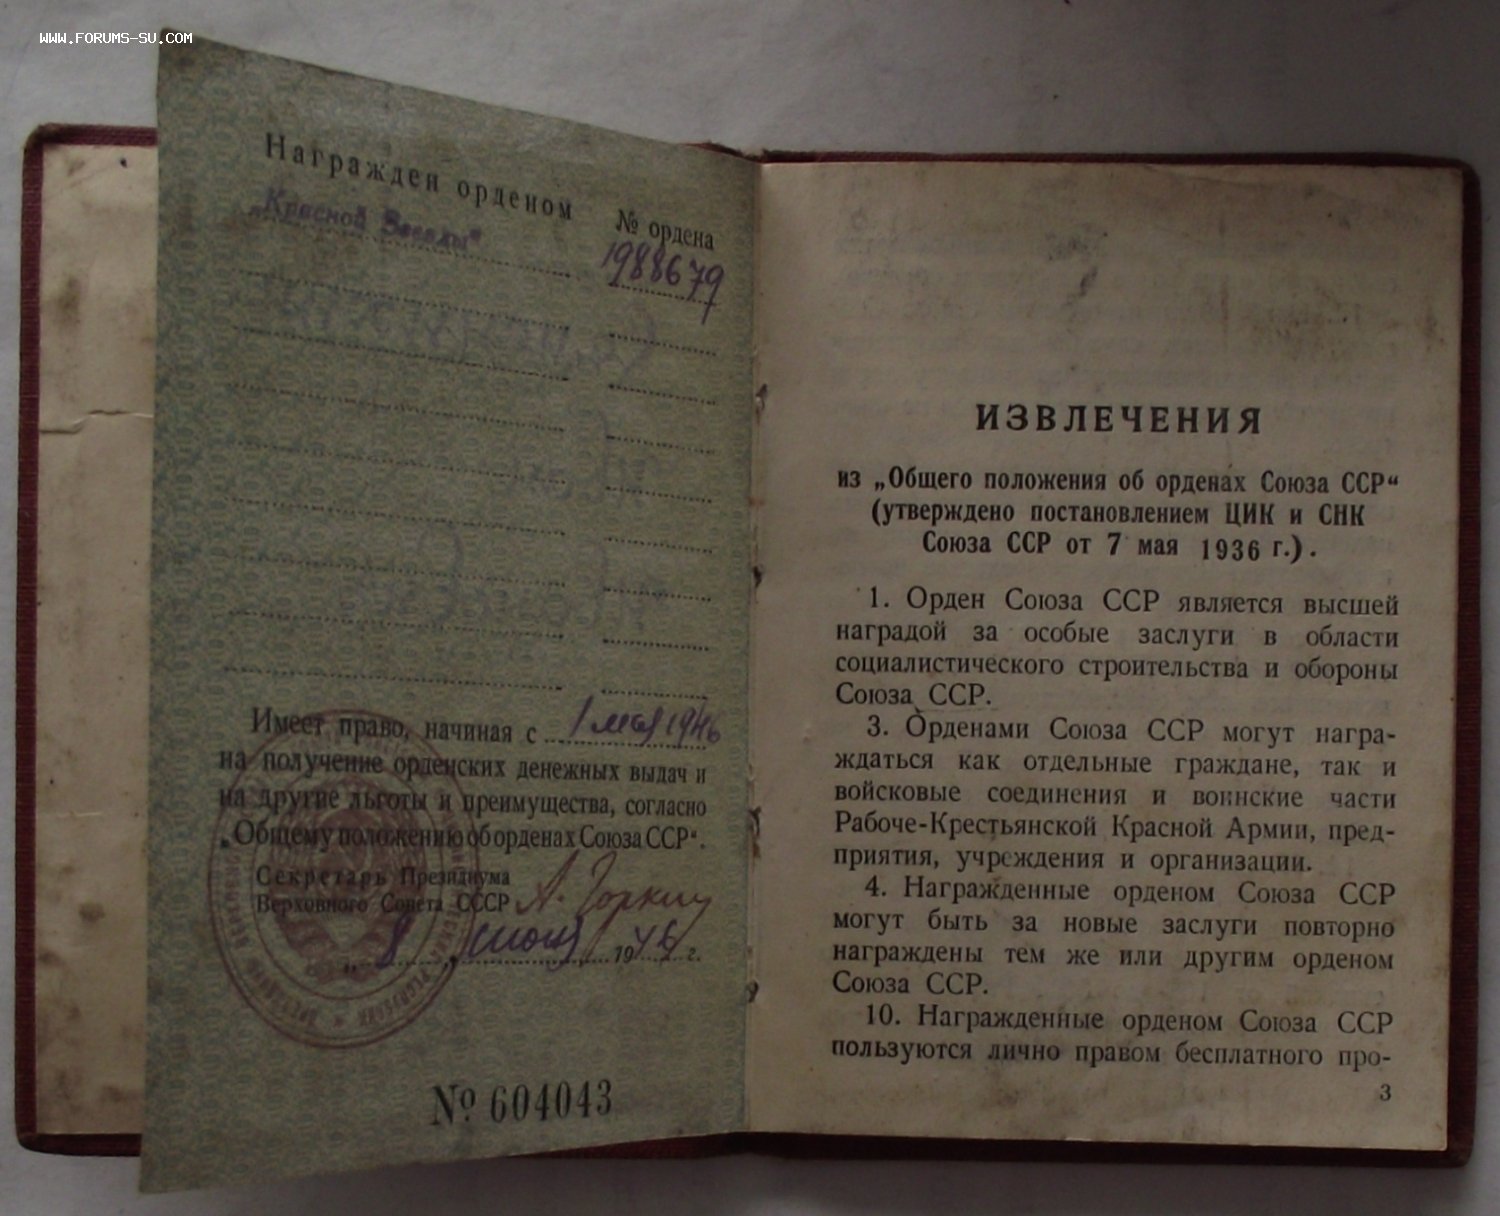 www.forums-su.com
Награжден орденом
№ ордена
„Красной Звезды“
1988679
Имеет право, начиная с 1 мая 1946
на получение орденских денежных выдач и
на другие льготы и преимущества, согласно
„Общему положению об орденах Союза ССР“.
Секретарь Президиума
Верховного Совета СССР А. Горкин
„8 июня 1946 г.
№ 604043
ИЗВЛЕЧЕНИЯ
из „Общего положения об орденах Союза ССР“
(утверждено постановлением ЦИК и СНК
Союза ССР от 7 мая 1936 г.).
1. Орден Союза ССР является высшей
наградой за особые заслуги в области
социалистического строительства и обороны
Союза ССР.
3. Орденами Союза ССР могут награ-
ждаться как отдельные граждане, так и
войсковые соединения и воинские части
Рабоче-Крестьянской Красной Армии, пред-
приятия, учреждения и организации.
4. Награжденные орденом Союза ССР
могут быть за новые заслуги повторно
награждены тем же или другим орденом
Союза ССР.
10. Награжденные орденом Союза ССР
пользуются лично правом бесплатного про-
3